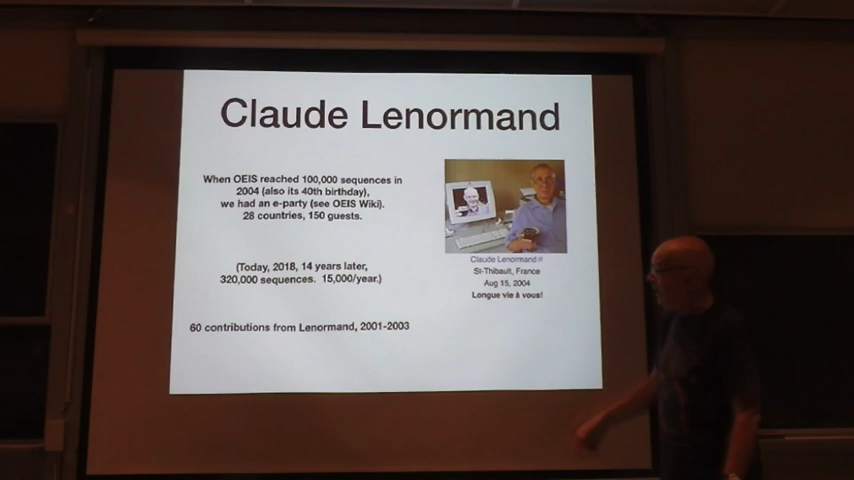 Claude Lenormand
When OEIS reached 100,000 sequences in
2004 (also its 40th birthday),
we had an e-party (see OEIS Wiki).
28 countries, 150 guests.
(Today, 2018, 14 years later,
320,000 sequences. 15,000/year.)
60 contributions from Lenormand, 2001-2003
Claude Lenormand
St-Thibault, France
Aug 15, 2004
Longue vie à vous!